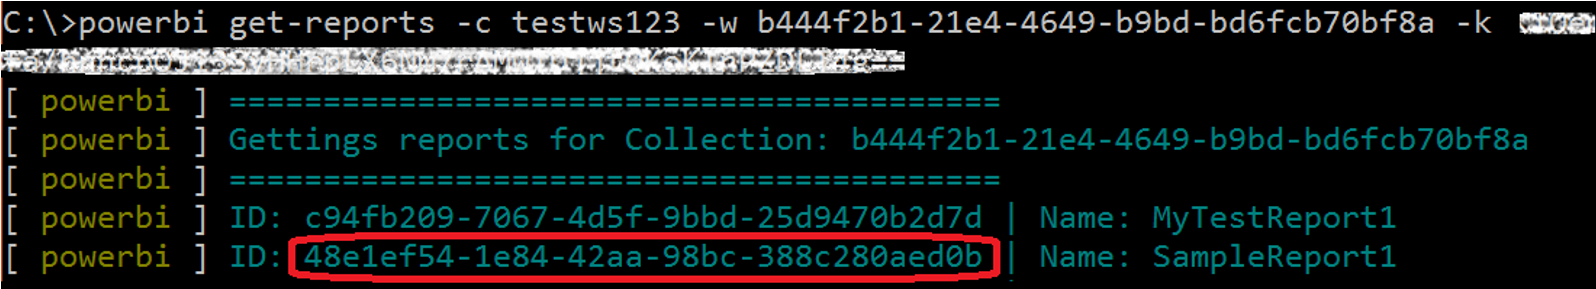 C:\>powerbi get-reports -c testws123 -w b444f2b1-21e4-4649-b9bd-bd6fcb70bf8a -k
[ powerbi ] =========================================
[ powerbi ] Gettings reports for Collection: b444f2b1-21e4-4649-b9bd-bd6fcb70bf8a
[ powerbi ] =========================================
[ powerbi ] ID: c94fb209-7067-4d5f-9bbd-25d9470b2d7d | Name: MyTestReport1
[ powerbi ] ID: 48e1ef54-1e84-42aa-98bc-388c280aed0b | Name: SampleReport1